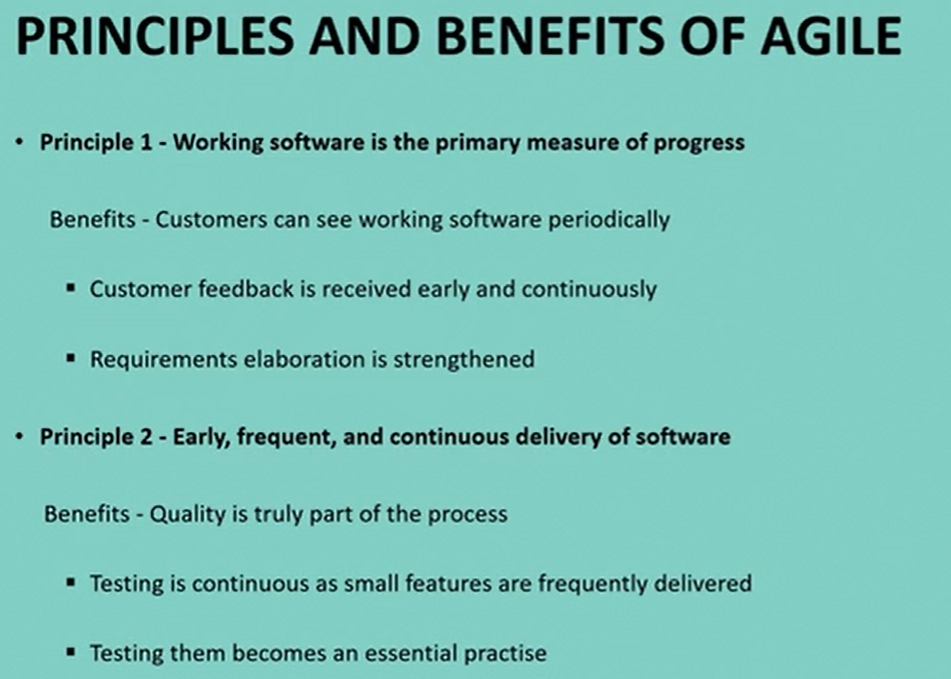 PRINCIPLES AND BENEFITS OF AGILE
• Principle 1 - Working software is the primary measure of progress
Benefits - Customers can see working software periodically
▪ Customer feedback is received early and continuously
▪ Requirements elaboration is strengthened
• Principle 2 - Early, frequent, and continuous delivery of software
Benefits - Quality is truly part of the process
▪ Testing is continuous as small features are frequently delivered
▪ Testing them becomes an essential practise